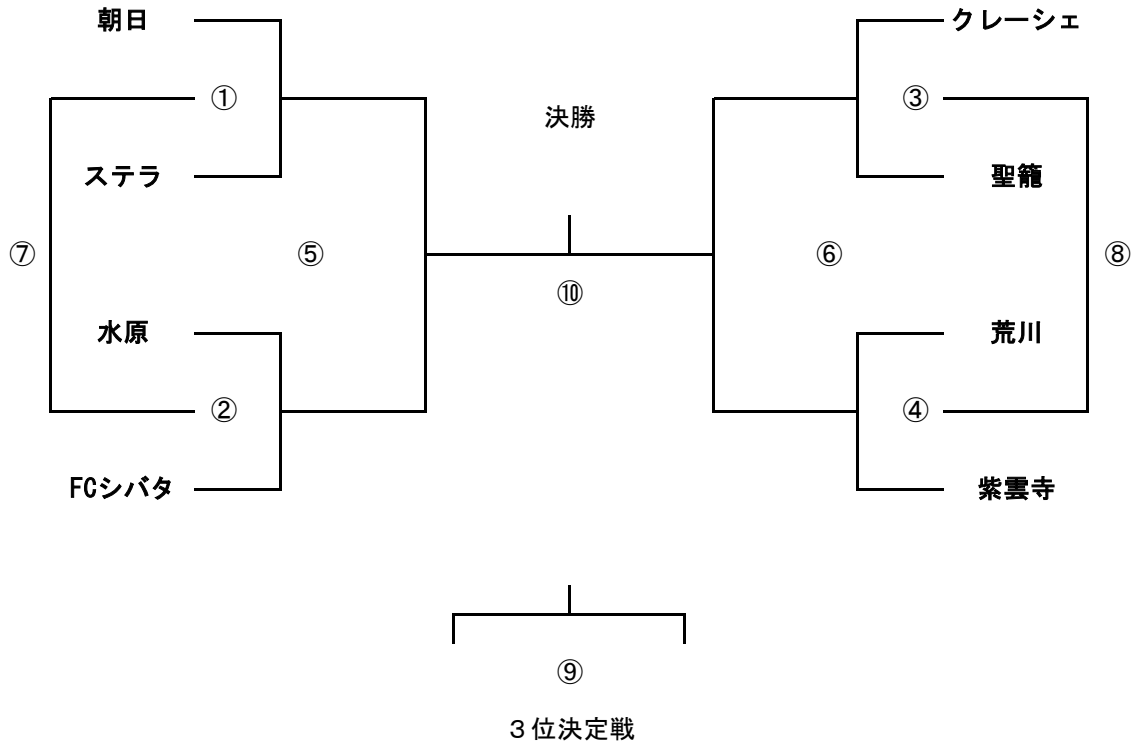 朝日
クレーシェ
①
③
決勝
ステラ
聖籠
⑦
⑤
⑥
⑧
⑩
水原
荒川
②
④
FCシバタ
紫雲寺
⑨
３位決定戦